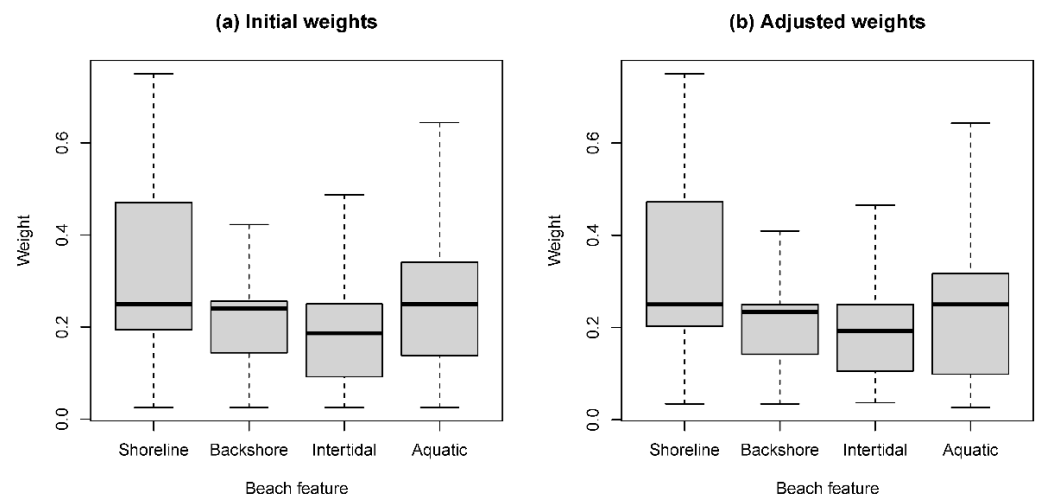 (a) Initial weights
Weight
0.6
0.4
0.2
0.0
Shoreline Backshore Intertidal Aquatic
Beach feature
(b) Adjusted weights
Weight
0.6
0.4
0.2
0.0
Shoreline Backshore Intertidal Aquatic
Beach feature